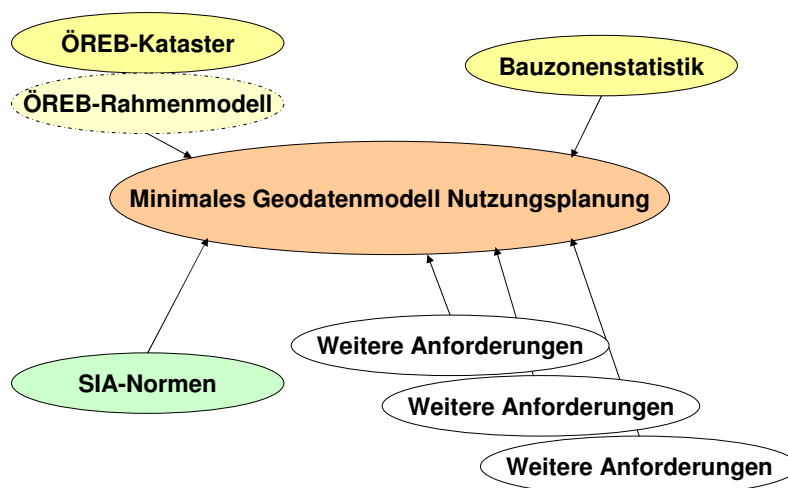 ÖREB-Kataster
ÖREB-Rahmenmodell
Bauzonenstatistik
Minimales Geodatenmodell Nutzungsplanung
SIA-Normen
Weitere Anforderungen
Weitere Anforderungen
Weitere Anforderungen